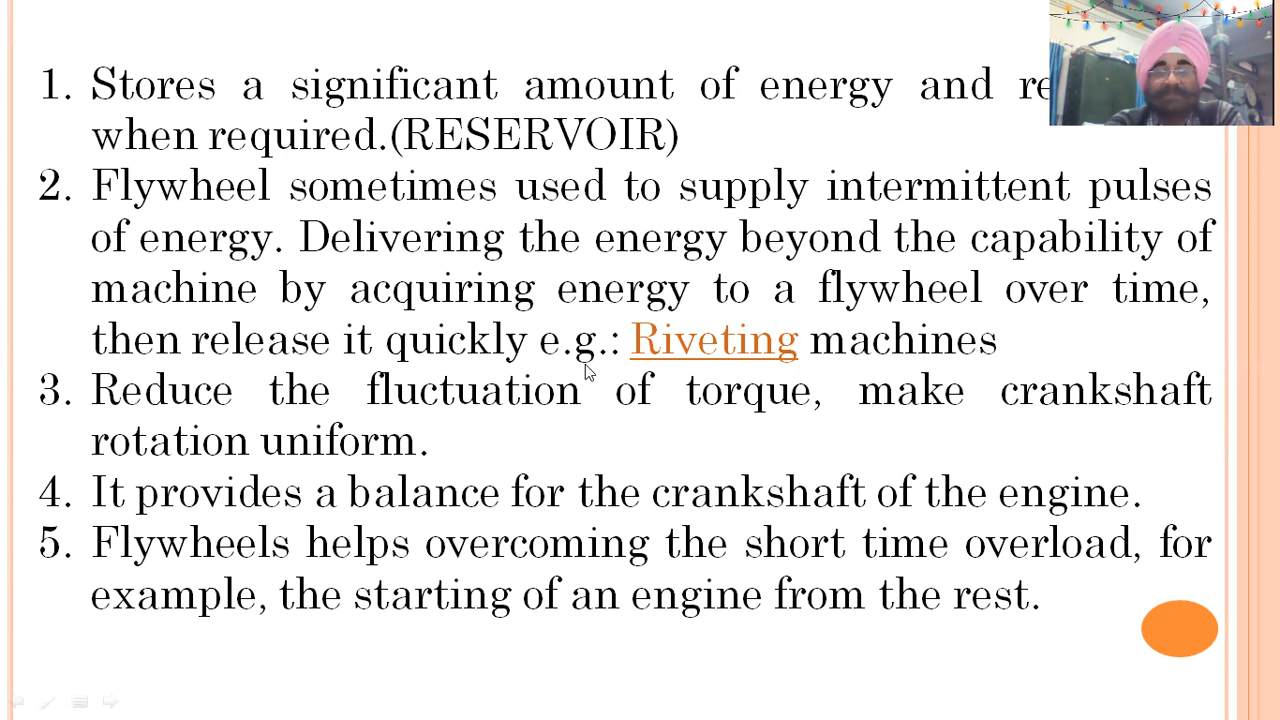 1. Stores a significant amount of energy and
when required.(RESERVOIR)
2. Flywheel sometimes used to supply intermittent pulses
of energy. Delivering the energy beyond the capability of
machine by acquiring energy to a flywheel over time,
then release it quickly e.g.: Riveting machines
3. Reduce the fluctuation of torque, make crankshaft
rotation uniform.
4. It provides a balance for the crankshaft of the engine.
5. Flywheels helps overcoming the short time overload, for
example, the starting of an engine from the rest.